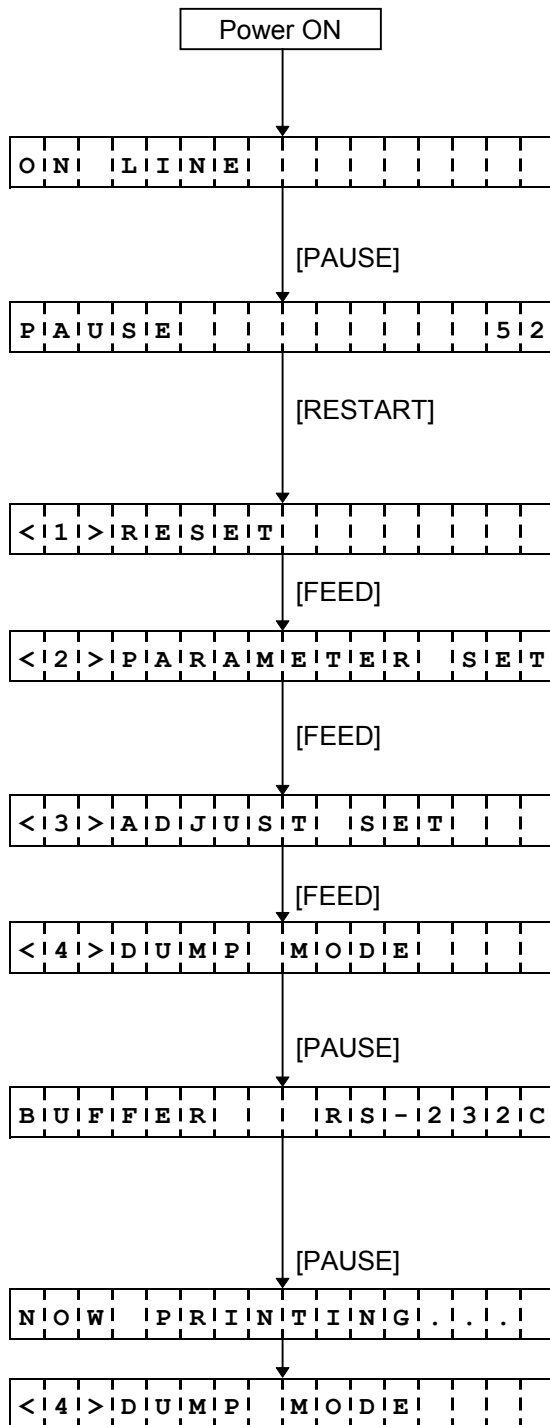 Power ON
ON LINE
[PAUSE]
PAUSE 52
[RESTART]
<1>RESET
[FEED]
<2>PARAMETER SET
[FEED]
<3>ADJUST SET
[FEED]
<4>DUMP MODE
[PAUSE]
BUFFER RS-232C
[PAUSE]
NOW PRINTING...
<4>DUMP MODE